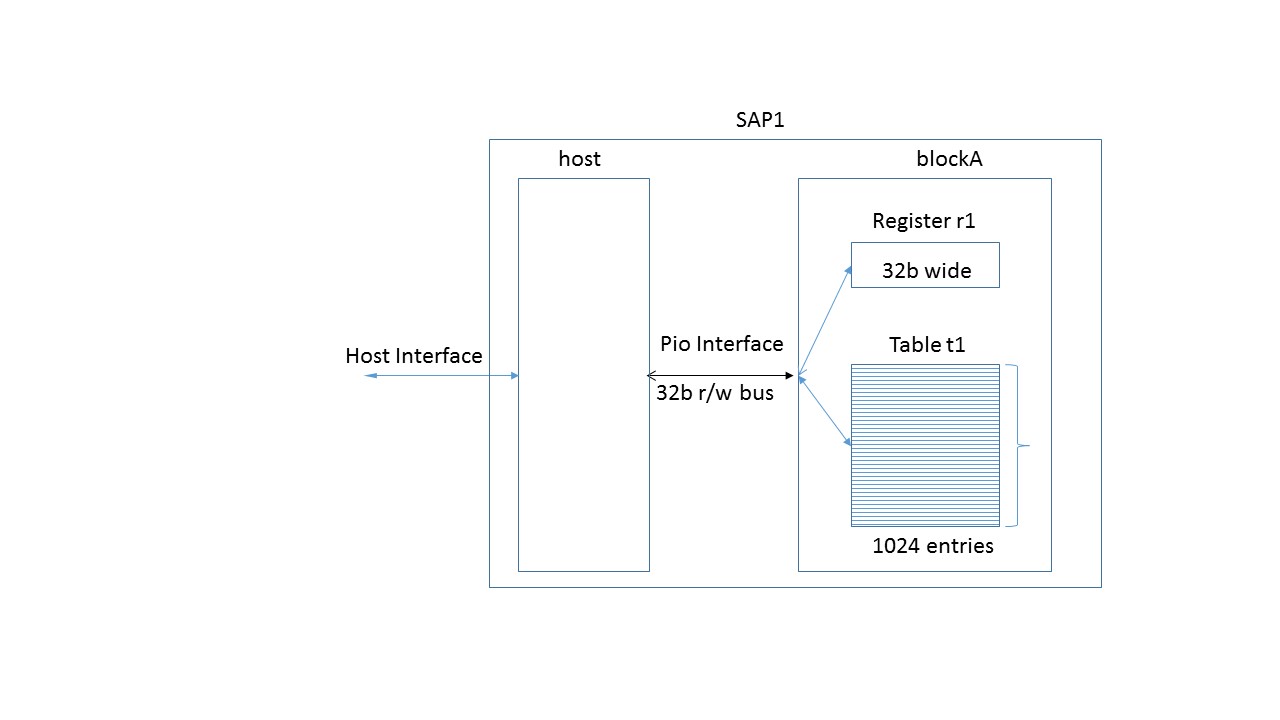 SAP1
host
blockA
Register r1
32b wide
Host Interface
Pio Interface
32b r/w bus
Table t1
1024 entries